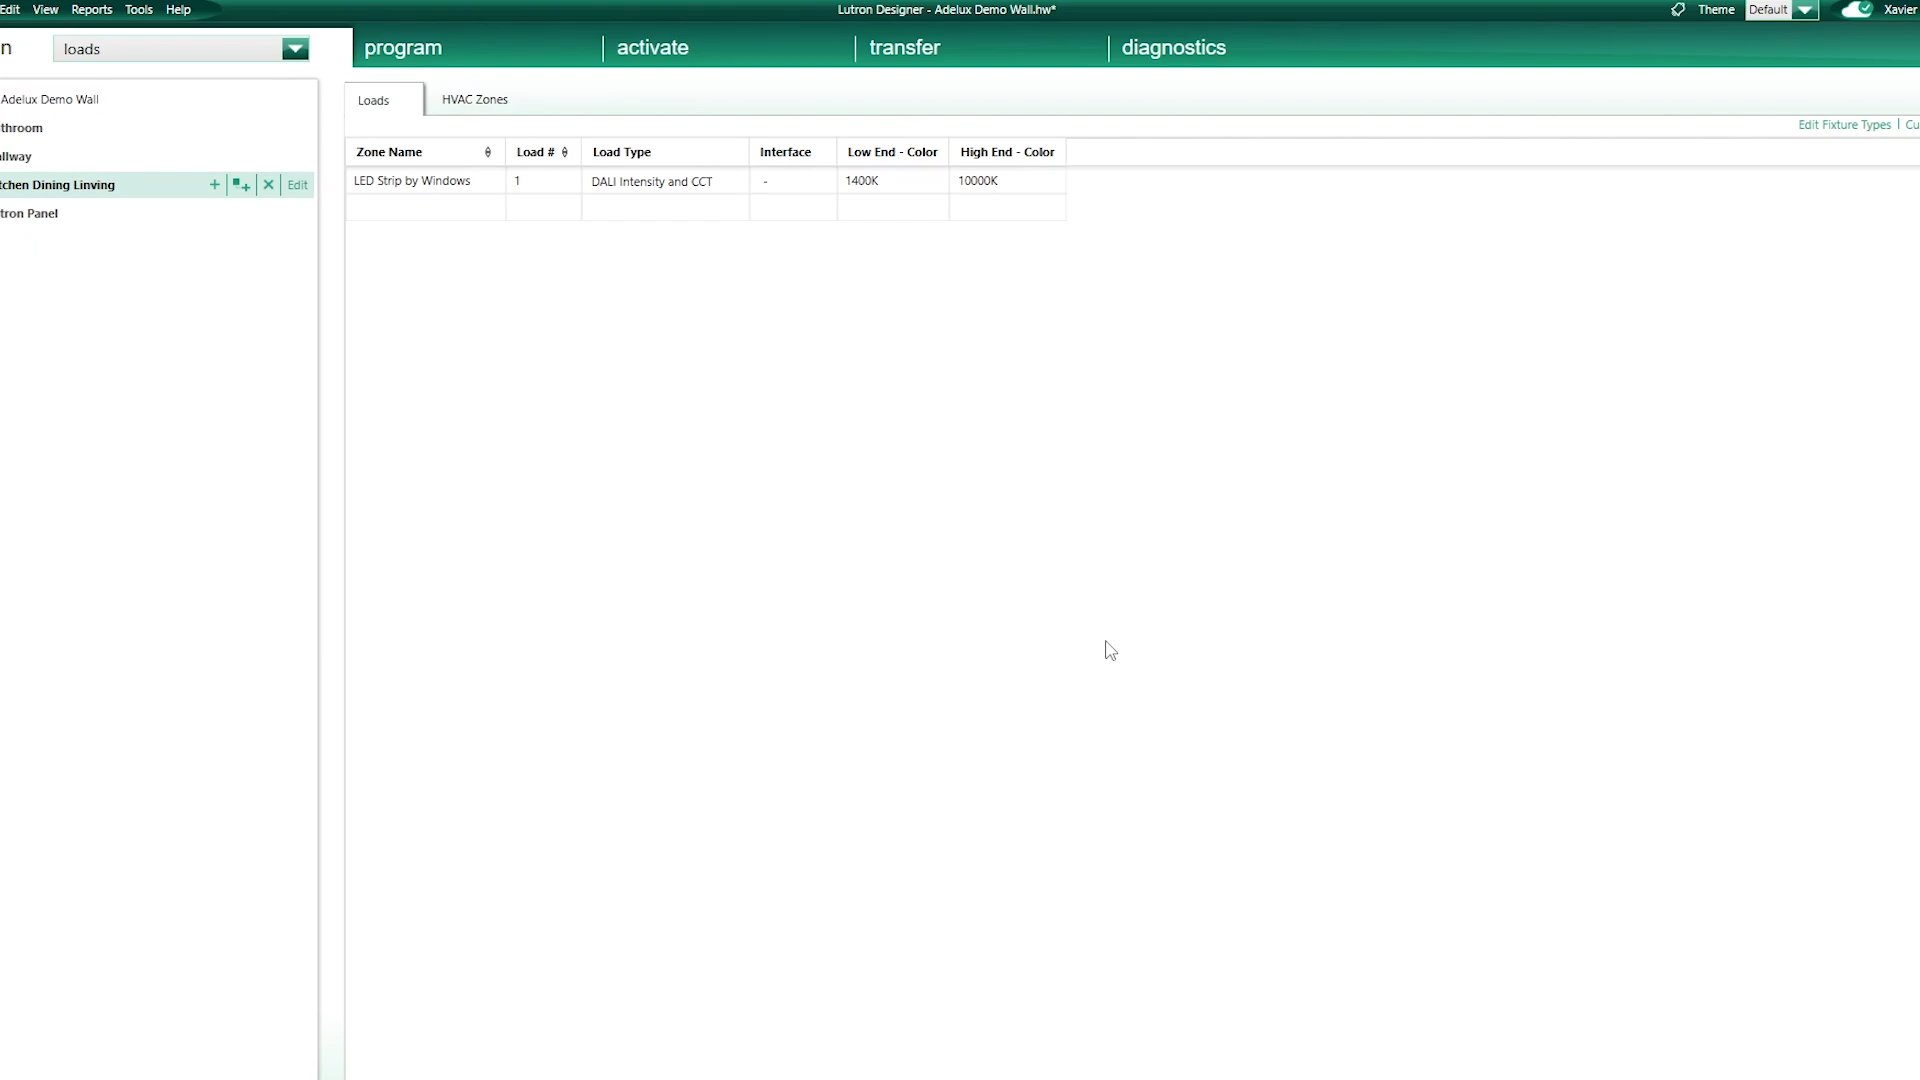 Edit View Reports Tools Help
Lutron Designer - Adelux Demo Wall.hw*
Theme Default Xavier
n loads program activate transfer diagnostics
Adelux Demo Wall
throom
llway
tchen Dining Linving Edit
tron Panel
Loads HVAC Zones
Edit Fixture Types | Cu
Zone Name Load # Load Type Interface Low End - Color High End - Color
LED Strip by Windows 1 DALI Intensity and CCT - 1400K 10000K